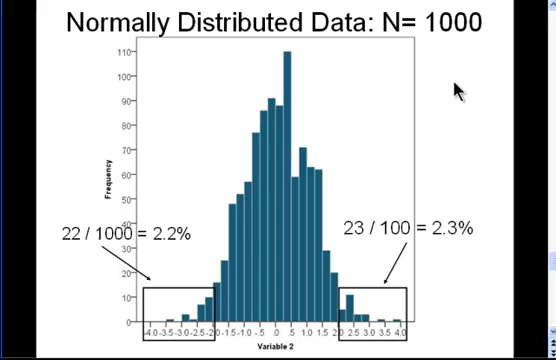 Normally Distributed Data: N= 1000
110
100
90
80
70
60
50
40
30
20
10
0
Frequency
22 / 1000 = 2.2%
23 / 100 = 2.3%
-4.0 -3.5 -3.0 -2.5 -2.0 -1.5 -1.0 -.5 .0 .5 1.0 1.5 2.0 2.5 3.0 3.5 4.0
Variable 2